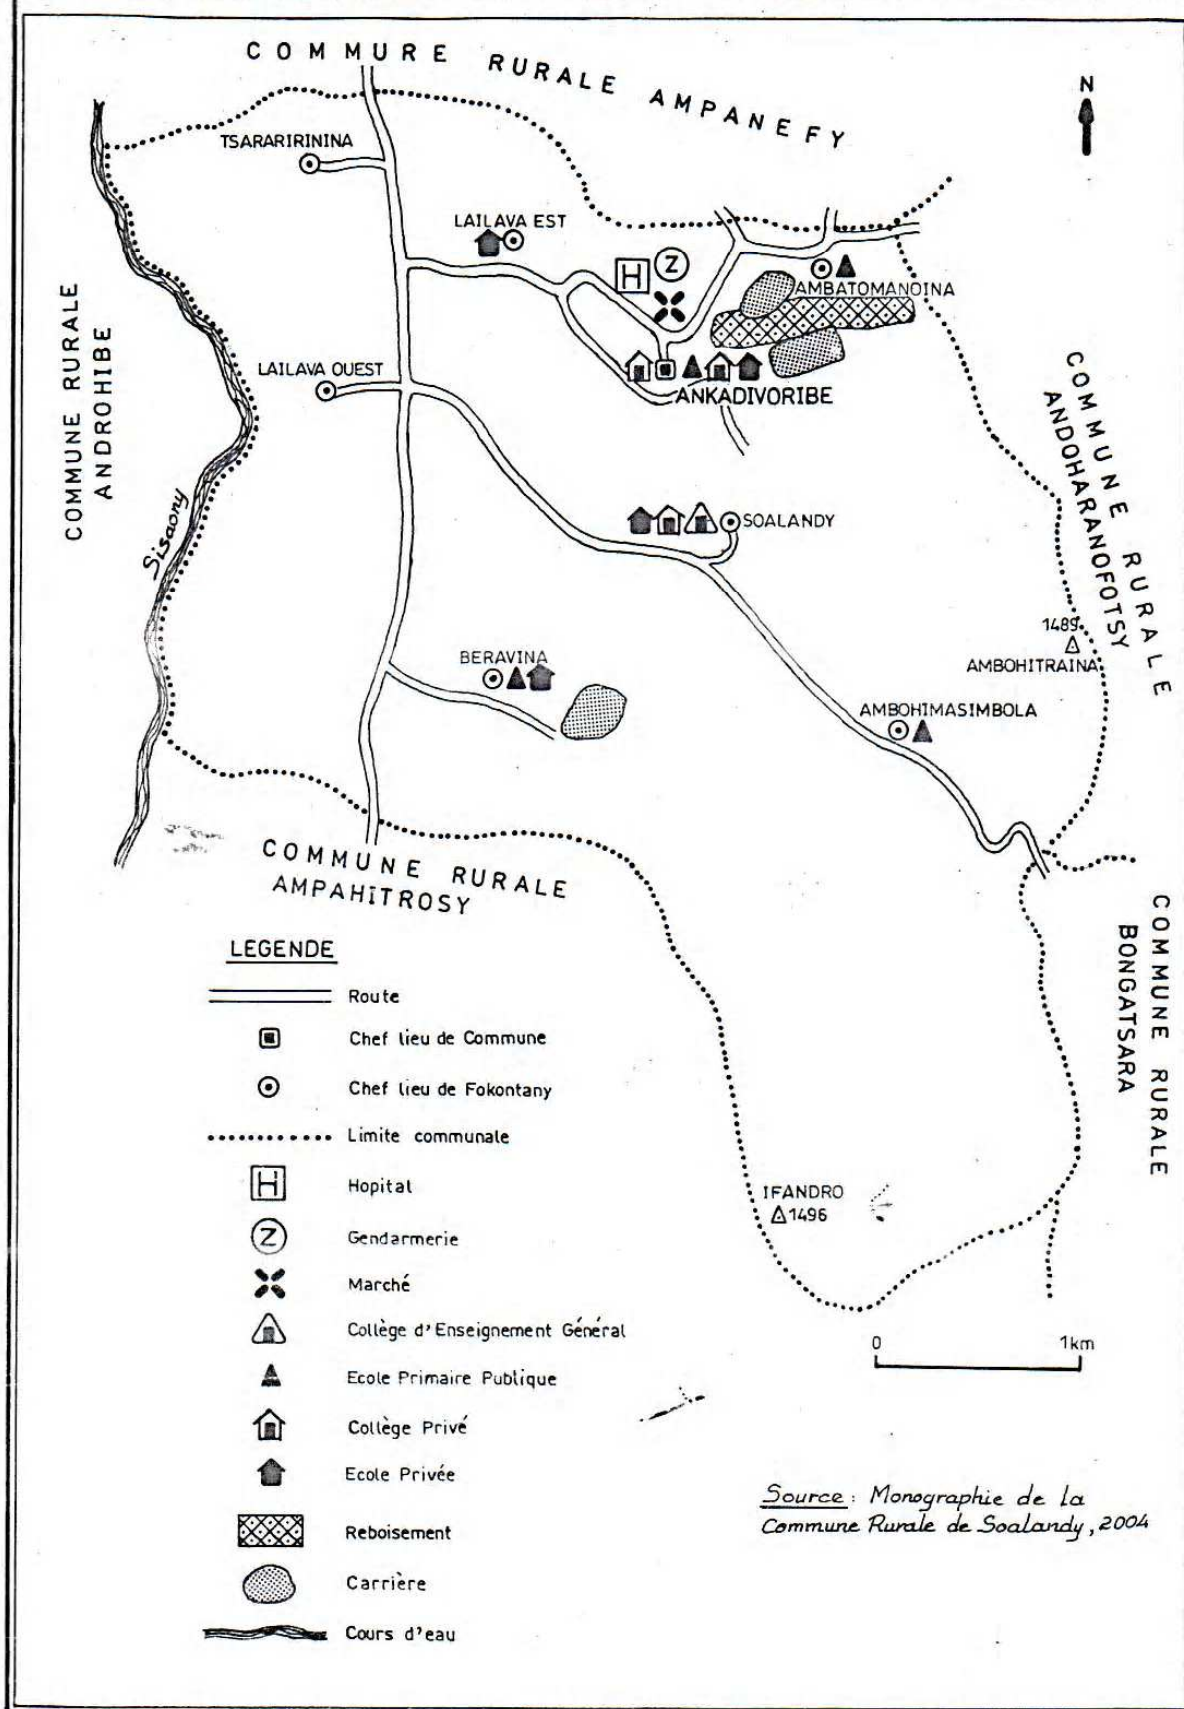 COMMURE RURALE AMPANEFY
N
TSARARIRININA
LAILAVA EST
H
Z
AMBATOMANOINA
COMMUNE RURALE
ANDROHIBE
LAILAVA OUEST
ANKADIVORIBE
COMMUNE RURALE
ANDOHARANOFOTSY
Sisaony
SOALANDY
1489
AMBOHITRAINA
BERAVINA
AMBOHIMASIMBOLA
COMMUNE RURALE
AMPAHITROSY
COMMUNE RURALE
BONGATSARA
LEGENDE
Route
Chef lieu de Commune
Chef lieu de Fokontany
Limite communale
H Hopital
Z Gendarmerie
Marché
Collège d'Enseignement Général
Ecole Primaire Publique
Collège Privé
Ecole Privée
Reboisement
Carrière
Cours d'eau
IFANDRO
1496
0 1km
Source : Monographie de la
Commune Rurale de Soalandy, 2004